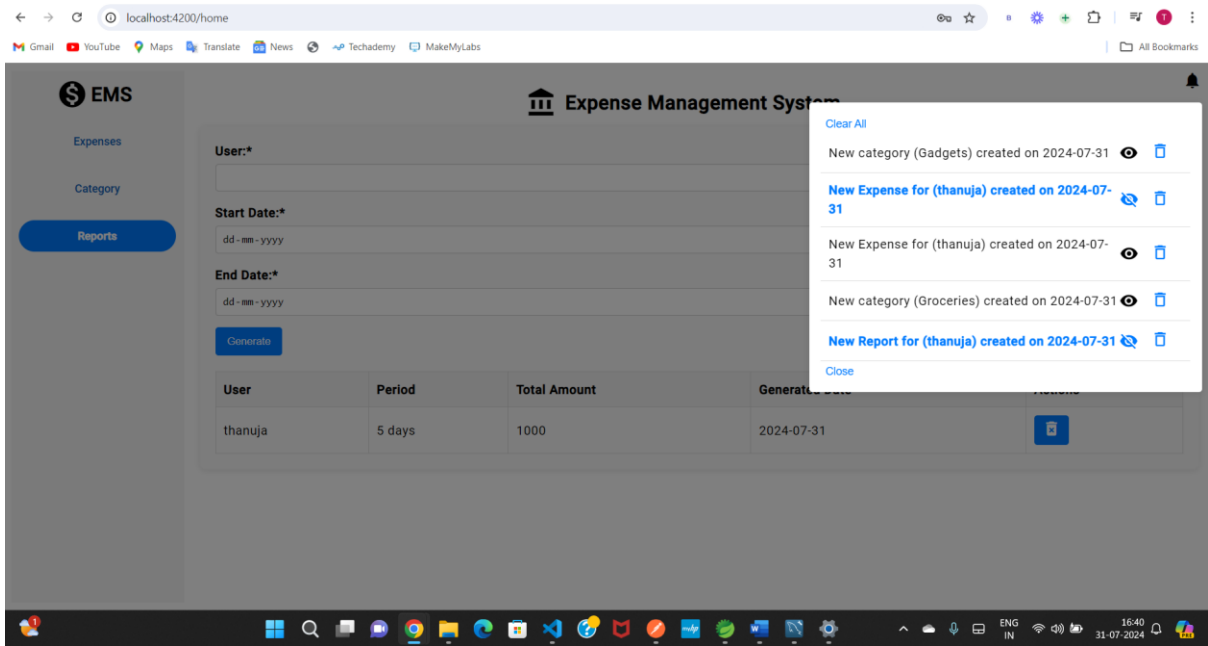 localhost:4200/home
T
Gmail YouTube Maps Translate News Techademy MakeMyLabs All Bookmarks
EMS
Expense Management System
Expenses
Category
Reports
User:*
Start Date:*
dd-mm-yyyy
End Date:*
dd-mm-yyyy
Generate
User Period Total Amount Generated Date Actions
thanuja 5 days 1000 2024-07-31
Clear All
New category (Gadgets) created on 2024-07-31
New Expense for (thanuja) created on 2024-07-
31
New Expense for (thanuja) created on 2024-07-
31
New category (Groceries) created on 2024-07-31
New Report for (thanuja) created on 2024-07-31
Close
1
ENG
IN
16:40
31-07-2024